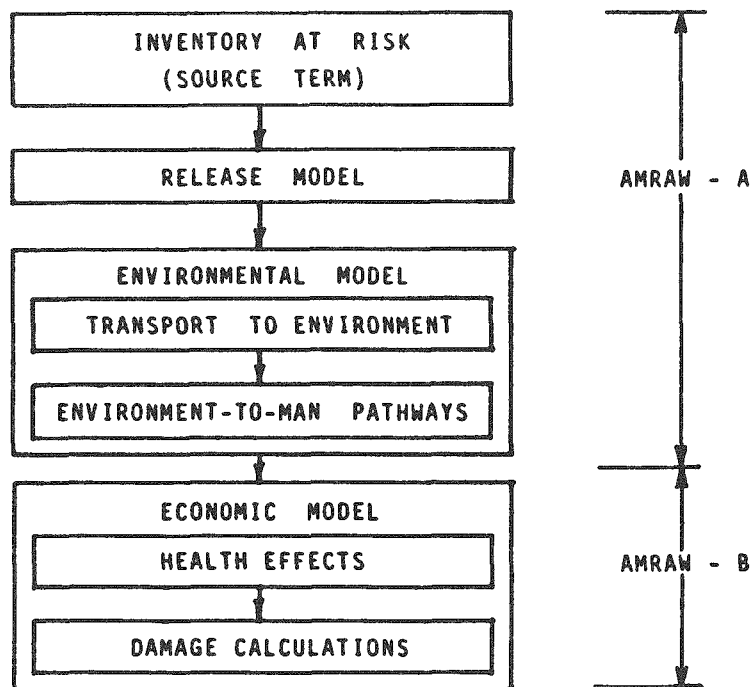 INVENTORY AT RISK
(SOURCE TERM)
RELEASE MODEL
AMRAW - A
ENVIRONMENTAL MODEL
TRANSPORT TO ENVIRONMENT
ENVIRONMENT-TO-MAN PATHWAYS
ECONOMIC MODEL
HEALTH EFFECTS
AMRAW - B
DAMAGE CALCULATIONS